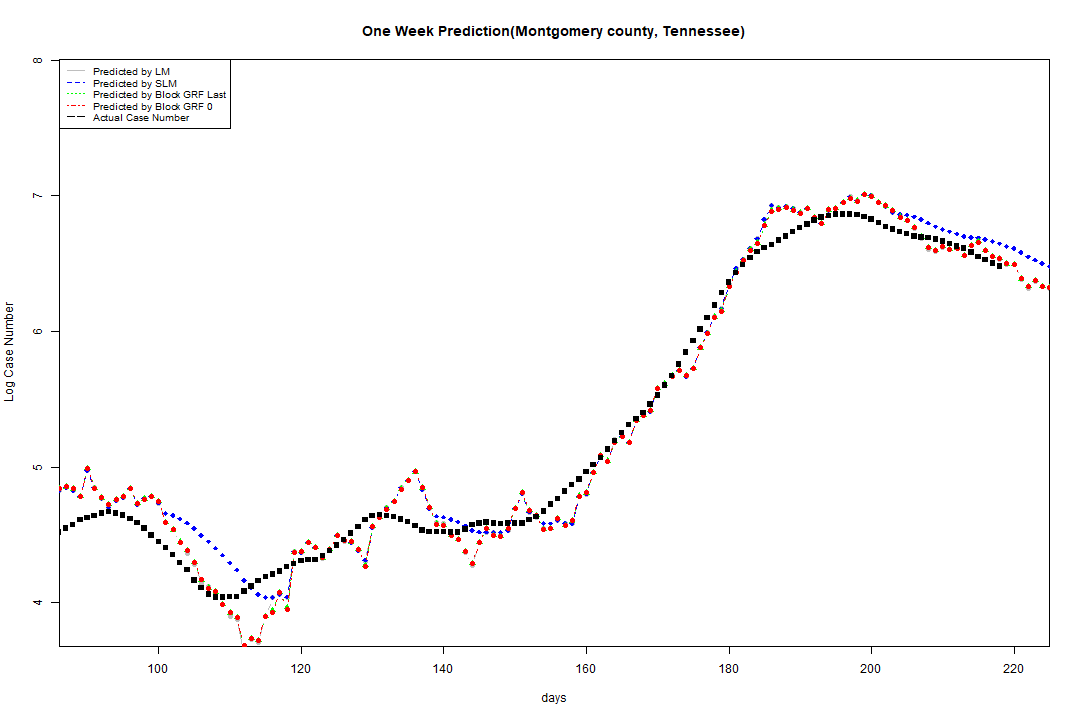 One Week Prediction(Montgomery county, Tennessee)
Predicted by LM
Predicted by SLM
Predicted by Block GRF Last
Predicted by Block GRF 0
Actual Case Number
8
7
6
5
4
Log Case Number
100 120 140 160 180 200 220
days